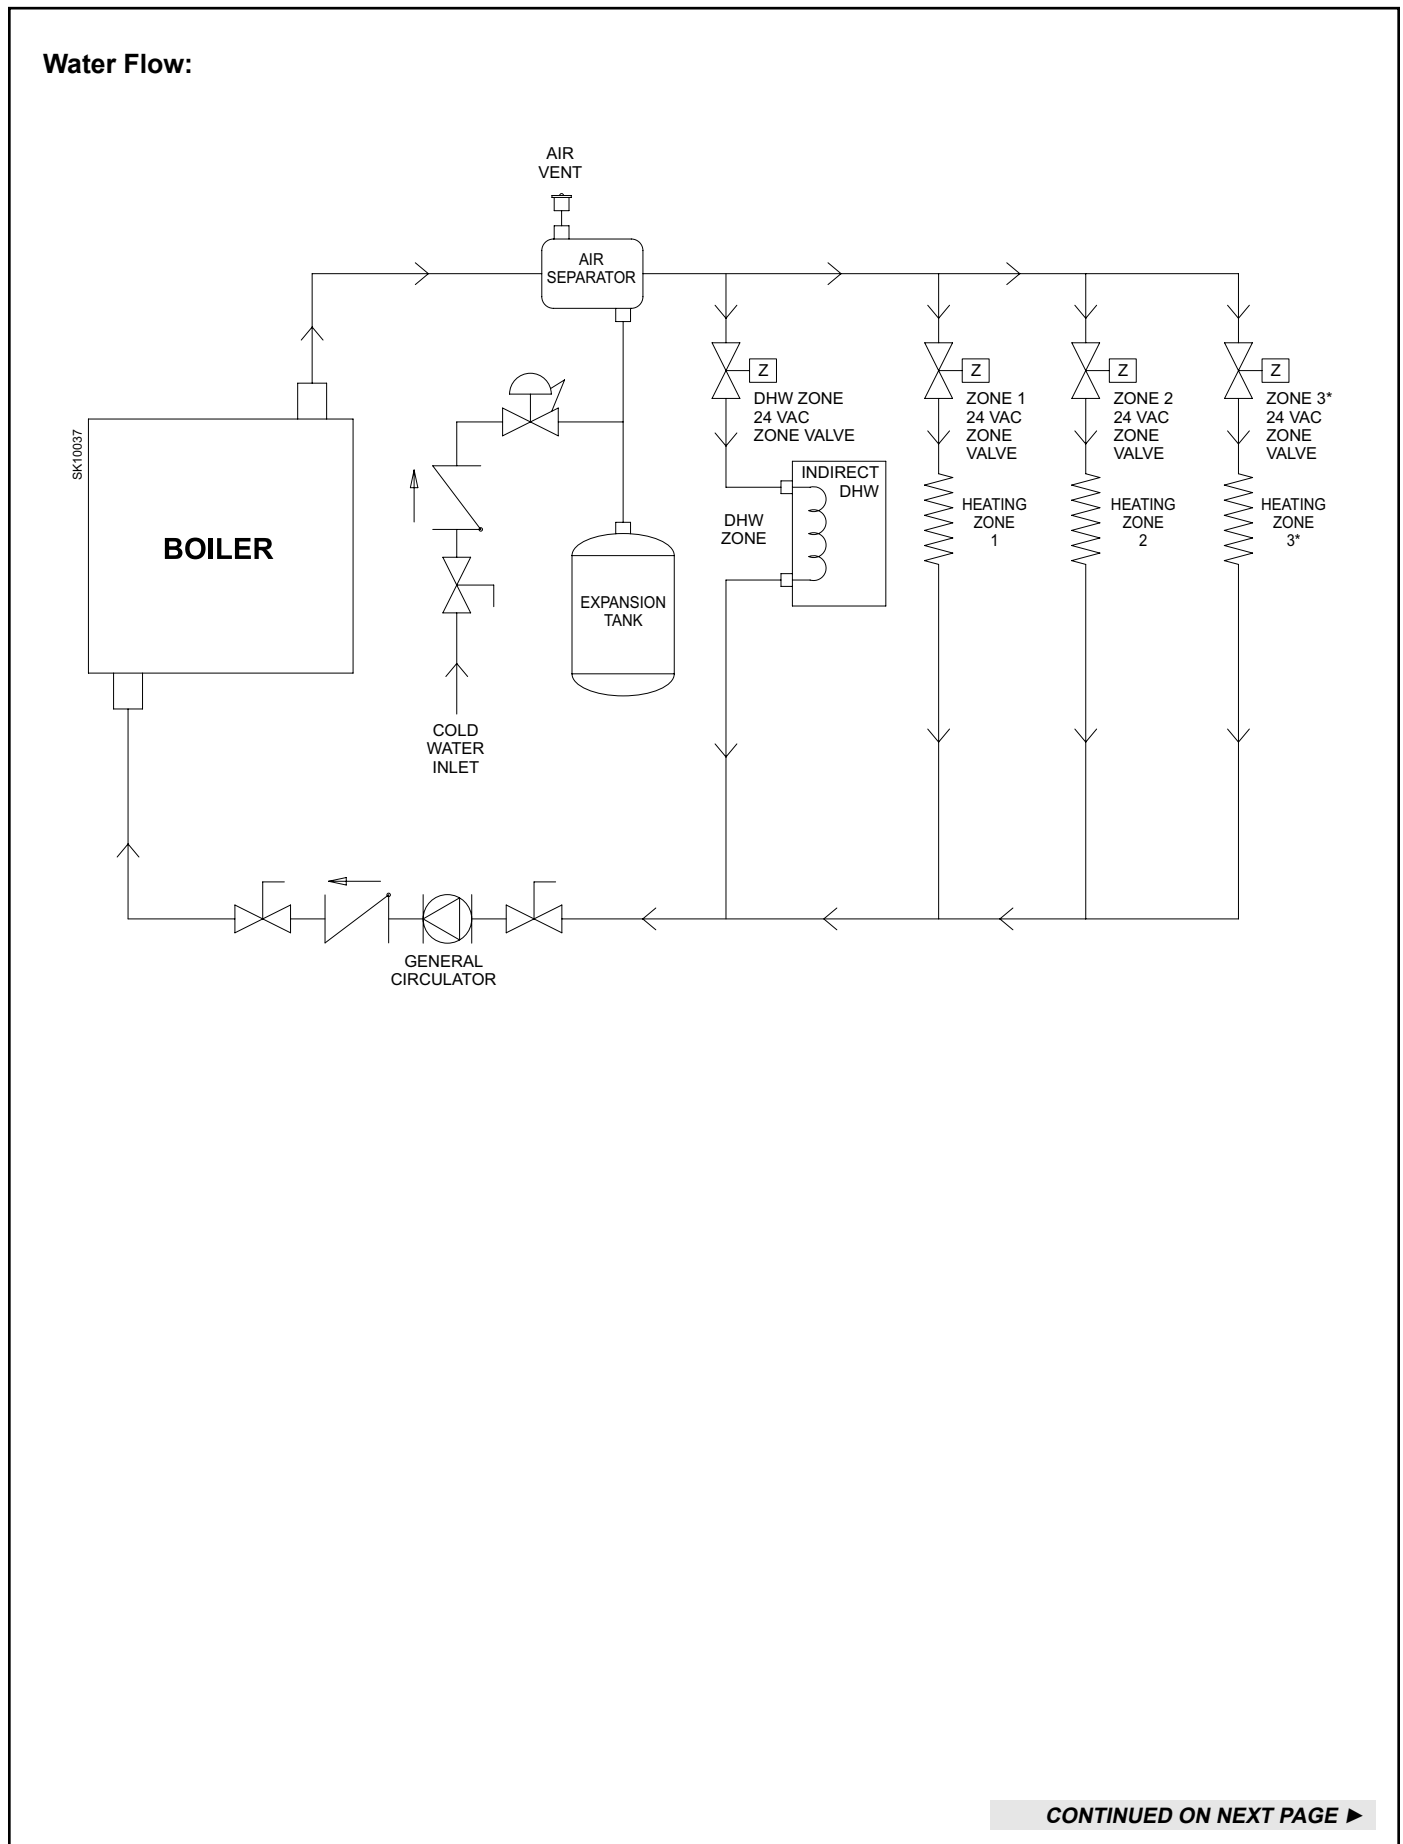 Water Flow:
AIR
VENT
AIR
SEPARATOR
Z
Z
Z
Z
DHW ZONE
24 VAC
ZONE VALVE
ZONE 1
24 VAC
ZONE
VALVE
ZONE 2
24 VAC
ZONE
VALVE
ZONE 3*
24 VAC
ZONE
VALVE
SK10037
BOILER
INDIRECT
DHW
DHW
ZONE
HEATING
ZONE
1
HEATING
ZONE
2
HEATING
ZONE
3*
EXPANSION
TANK
COLD
WATER
INLET
GENERAL
CIRCULATOR
CONTINUED ON NEXT PAGE ►